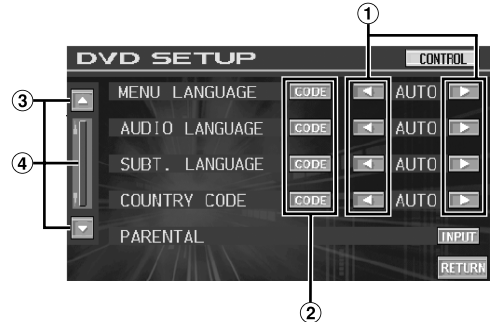 ①
DVD SETUP CONTROL
③ MENU LANGUAGE CODE ◀ AUTO ▶
AUDIO LANGUAGE CODE ◀ AUTO ▶
④ SUBT. LANGUAGE CODE ◀ AUTO ▶
COUNTRY CODE CODE ◀ AUTO ▶
PARENTAL INPUT
RETURN
②